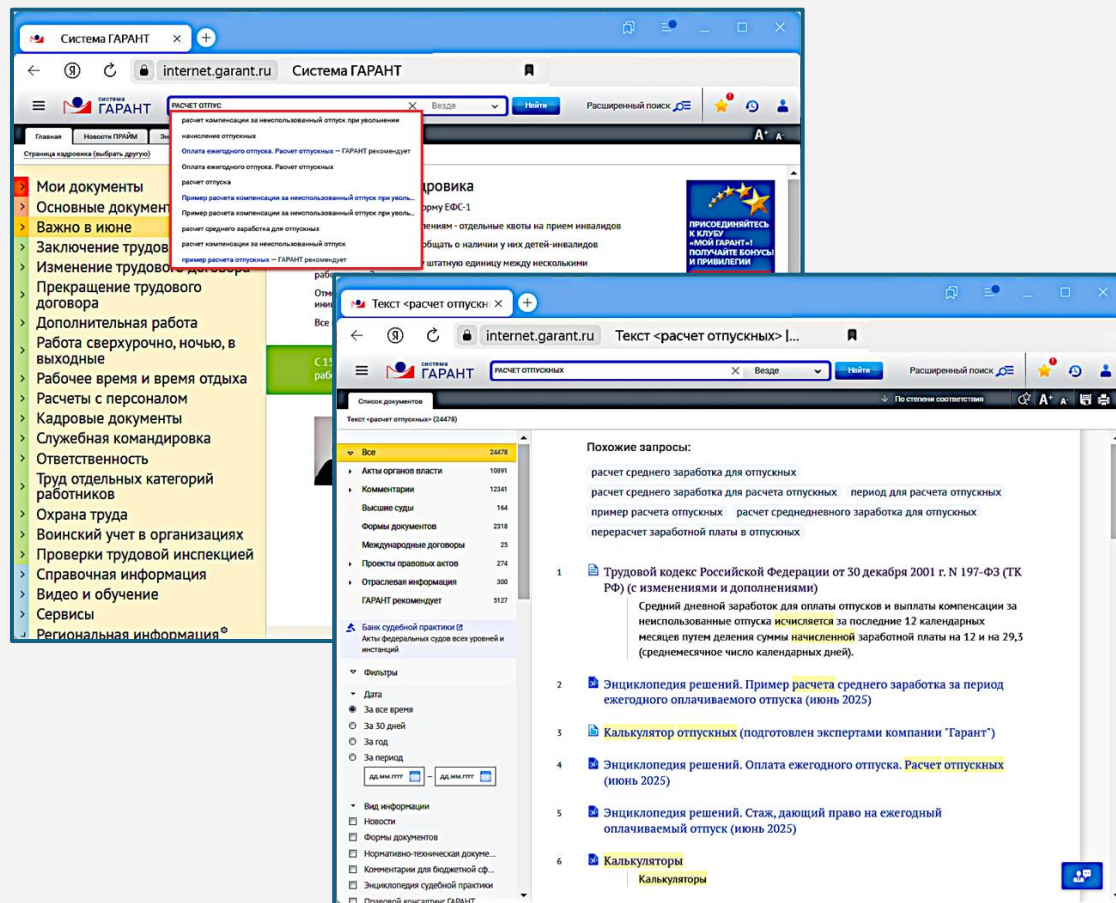 Система ГАРАНТ
internet.garant.ru Система ГАРАНТ
СИСТЕМА
ГАРАНТ
РАСЧЕТ ОТПУС
Везде
Найти
Расширенный поиск
Главная
Новости ПРАЙМ
Страница кадровика (выбрать другую)
расчет компенсации за неиспользованный отпуск при увольнении
начисление отпускных
Оплата ежегодного отпуска. Расчет отпускных — ГАРАНТ рекомендует
Оплата ежегодного отпуска. Расчет отпускных
расчет отпуска
Пример расчета компенсации за неиспользованный отпуск при уволь...
Пример расчета компенсации за неиспользованный отпуск при уволь...
расчет среднего заработка для отпускных
расчет компенсации за неиспользованный отпуск
пример расчета отпускных — ГАРАНТ рекомендует
Мои документы
Основные документ
Важно в июне
Заключение трудов
Изменение трудового договора
Прекращение трудового
договора
Дополнительная работа
Работа сверхурочно, ночью, в
выходные
Рабочее время и время отдыха
Расчеты с персоналом
Кадровые документы
Служебная командировка
Ответственность
Труд отдельных категорий
работников
Охрана труда
Воинский учет в организациях
Проверки трудовой инспекцией
Справочная информация
Видео и обучение
Сервисы
Региональная информация
дровика
орму ЕФС-1
лениям - отдельные квоты на прием инвалидов
общать о наличии у них детей-инвалидов
у штатную единицу между несколькими
Все
С 15
ПРИСОЕДИНЯЙТЕСЬ
К КЛУБУ
«МОЙ ГАРАНТ»!
ПОЛУЧАЙТЕ БОНУСЫ
И ПРИВИЛЕГИИ
Текст <расчет отпускн
internet.garant.ru Текст <расчет отпускных> |...
СИСТЕМА
ГАРАНТ
РАСЧЕТ ОТПУСКНЫХ
Везде
Найти
Расширенный поиск
Список документов
По степени соответствия
Текст <расчет отпускных> (24478)
Все 24478
Акты органов власти 10891
Комментарии 12341
Высшие суды 164
Формы документов 2318
Международные договоры 25
Проекты правовых актов 274
Отраслевая информация 300
ГАРАНТ рекомендует 5127
Банк судебной практики
Акты федеральных судов всех уровней и
инстанций
Фильтры
Дата
За все время
За 30 дней
За год
За период
ДД.ММ.ГГГГ – ДД.ММ.ГГГГ
Вид информации
Новости
Формы документов
Нормативно-техническая докуме...
Комментарии для бюджетной сф...
Энциклопедия судебной практики
Правовой консалтинг ГАРАНТ
Похожие запросы:
расчет среднего заработка для отпускных
расчет среднего заработка для расчета отпускных период для расчета отпускных
пример расчета отпускных расчет среднедневного заработка для отпускных
перерасчет заработной платы в отпускных
1 Трудовой кодекс Российской Федерации от 30 декабря 2001 г. N 197-ФЗ (ТК
РФ) (с изменениями и дополнениями)
Средний дневной заработок для оплаты отпусков и выплаты компенсации за
неиспользованные отпуска исчисляется за последние 12 календарных
месяцев путем деления суммы начисленной заработной платы на 12 и на 29,3
(среднемесячное число календарных дней).
2 Энциклопедия решений. Пример расчета среднего заработка за период
ежегодного оплачиваемого отпуска (июнь 2025)
3 Калькулятор отпускных (подготовлен экспертами компании "Гарант")
4 Энциклопедия решений. Оплата ежегодного отпуска. Расчет отпускных
(июнь 2025)
5 Энциклопедия решений. Стаж, дающий право на ежегодный
оплачиваемый отпуск (июнь 2025)
6 Калькуляторы
Калькуляторы